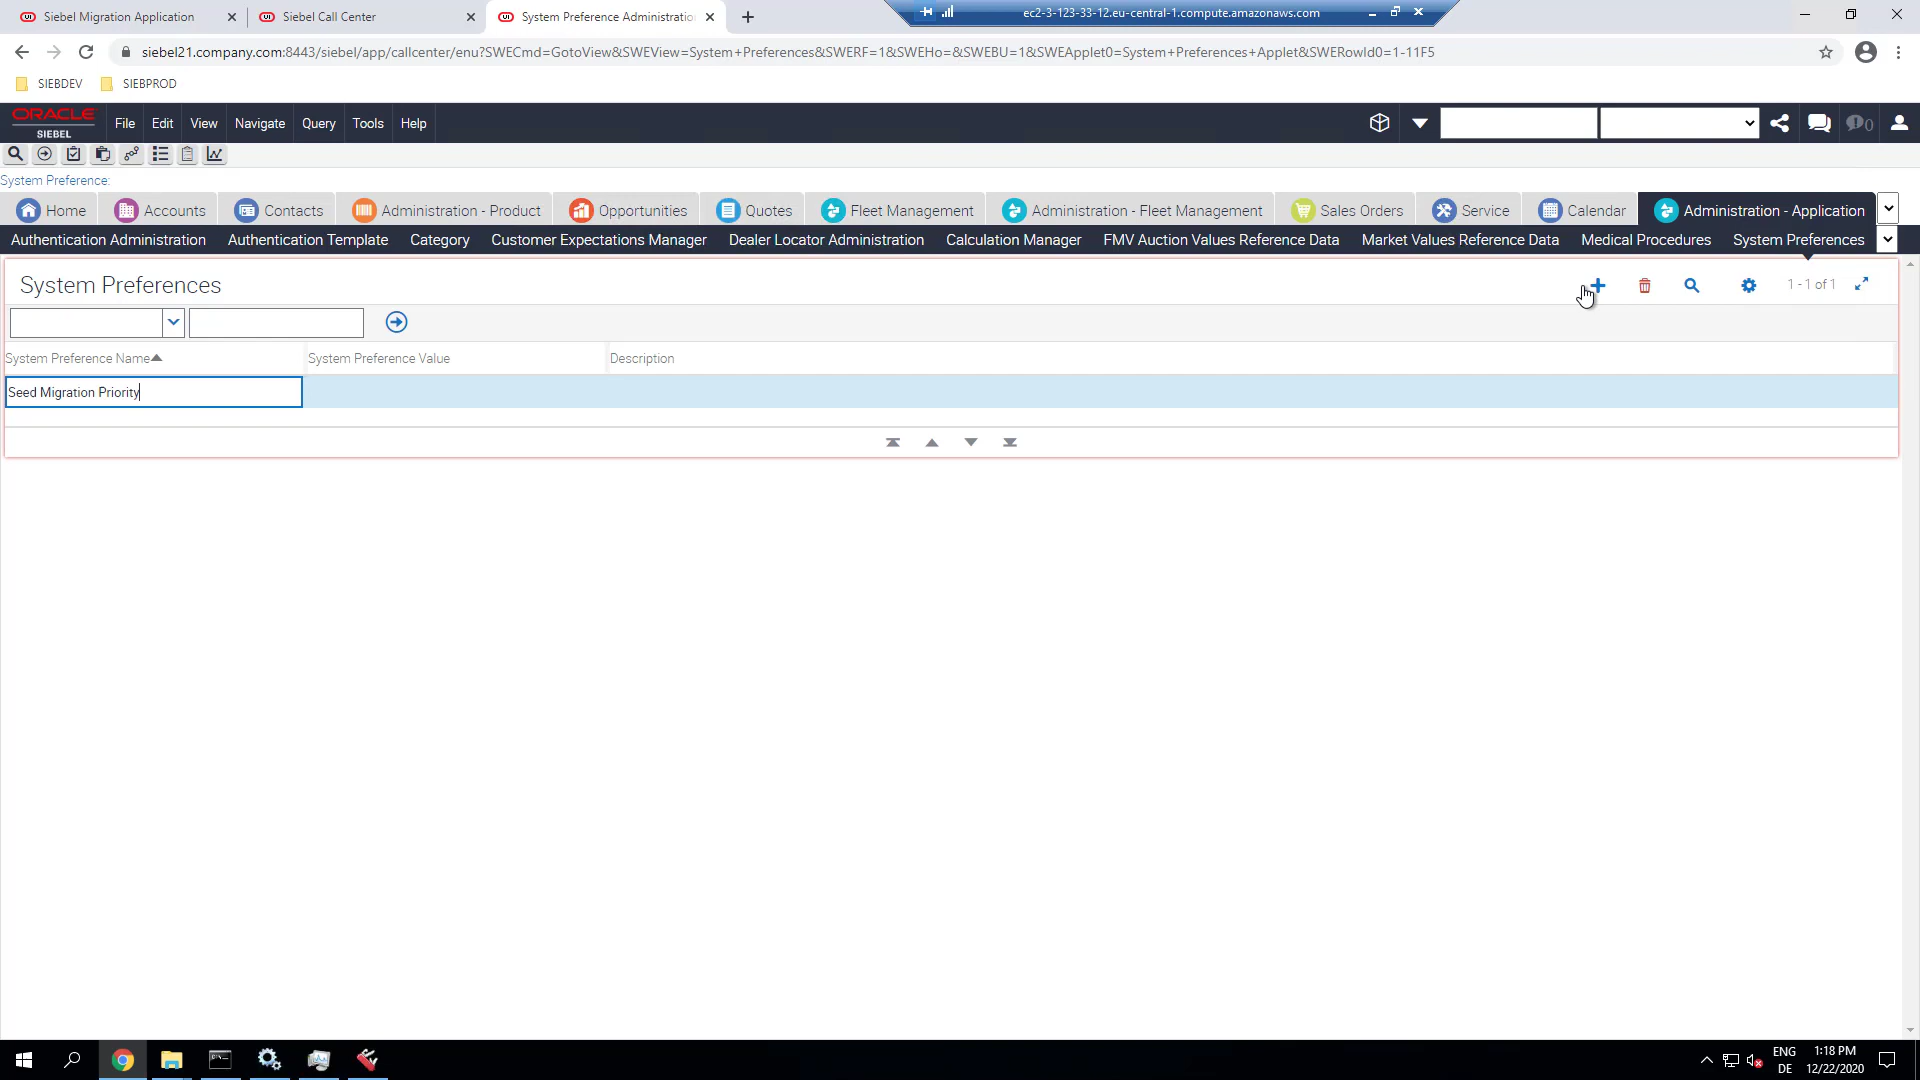 Siebel Migration Application
Siebel Call Center
System Preference Administratio
ec2-3-123-33-12.eu-central-1.compute.amazonaws.com
siebel21.company.com:8443/siebel/app/callcenter/enu?SWECmd=GotoView&SWEView=System+Preferences&SWERF=1&SWEHo=&SWEBU=1&SWEApplet0=System+Preferences+Applet&SWERowId0=1-11F5
SIEBDEV
SIEBPROD
ORACLE
SIEBEL
File
Edit
View
Navigate
Query
Tools
Help
0
System Preference:
Home
Accounts
Contacts
Administration - Product
Opportunities
Quotes
Fleet Management
Administration - Fleet Management
Sales Orders
Service
Calendar
Administration - Application
Authentication Administration
Authentication Template
Category
Customer Expectations Manager
Dealer Locator Administration
Calculation Manager
FMV Auction Values Reference Data
Market Values Reference Data
Medical Procedures
System Preferences
System Preferences
1 - 1 of 1
System Preference Name
System Preference Value
Description
Seed Migration Priority
ENG
DE
1:18 PM
12/22/2020